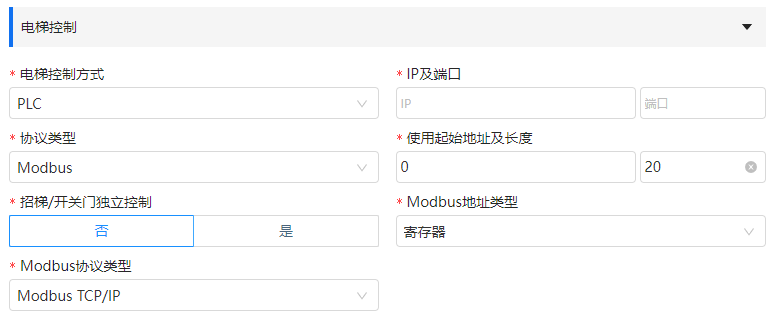 电梯控制
* 电梯控制方式
* IP及端口
PLC
IP
端口
* 协议类型
* 使用起始地址及长度
Modbus
0
20
* 招梯/开关门独立控制
* Modbus地址类型
否
是
寄存器
* Modbus协议类型
Modbus TCP/IP